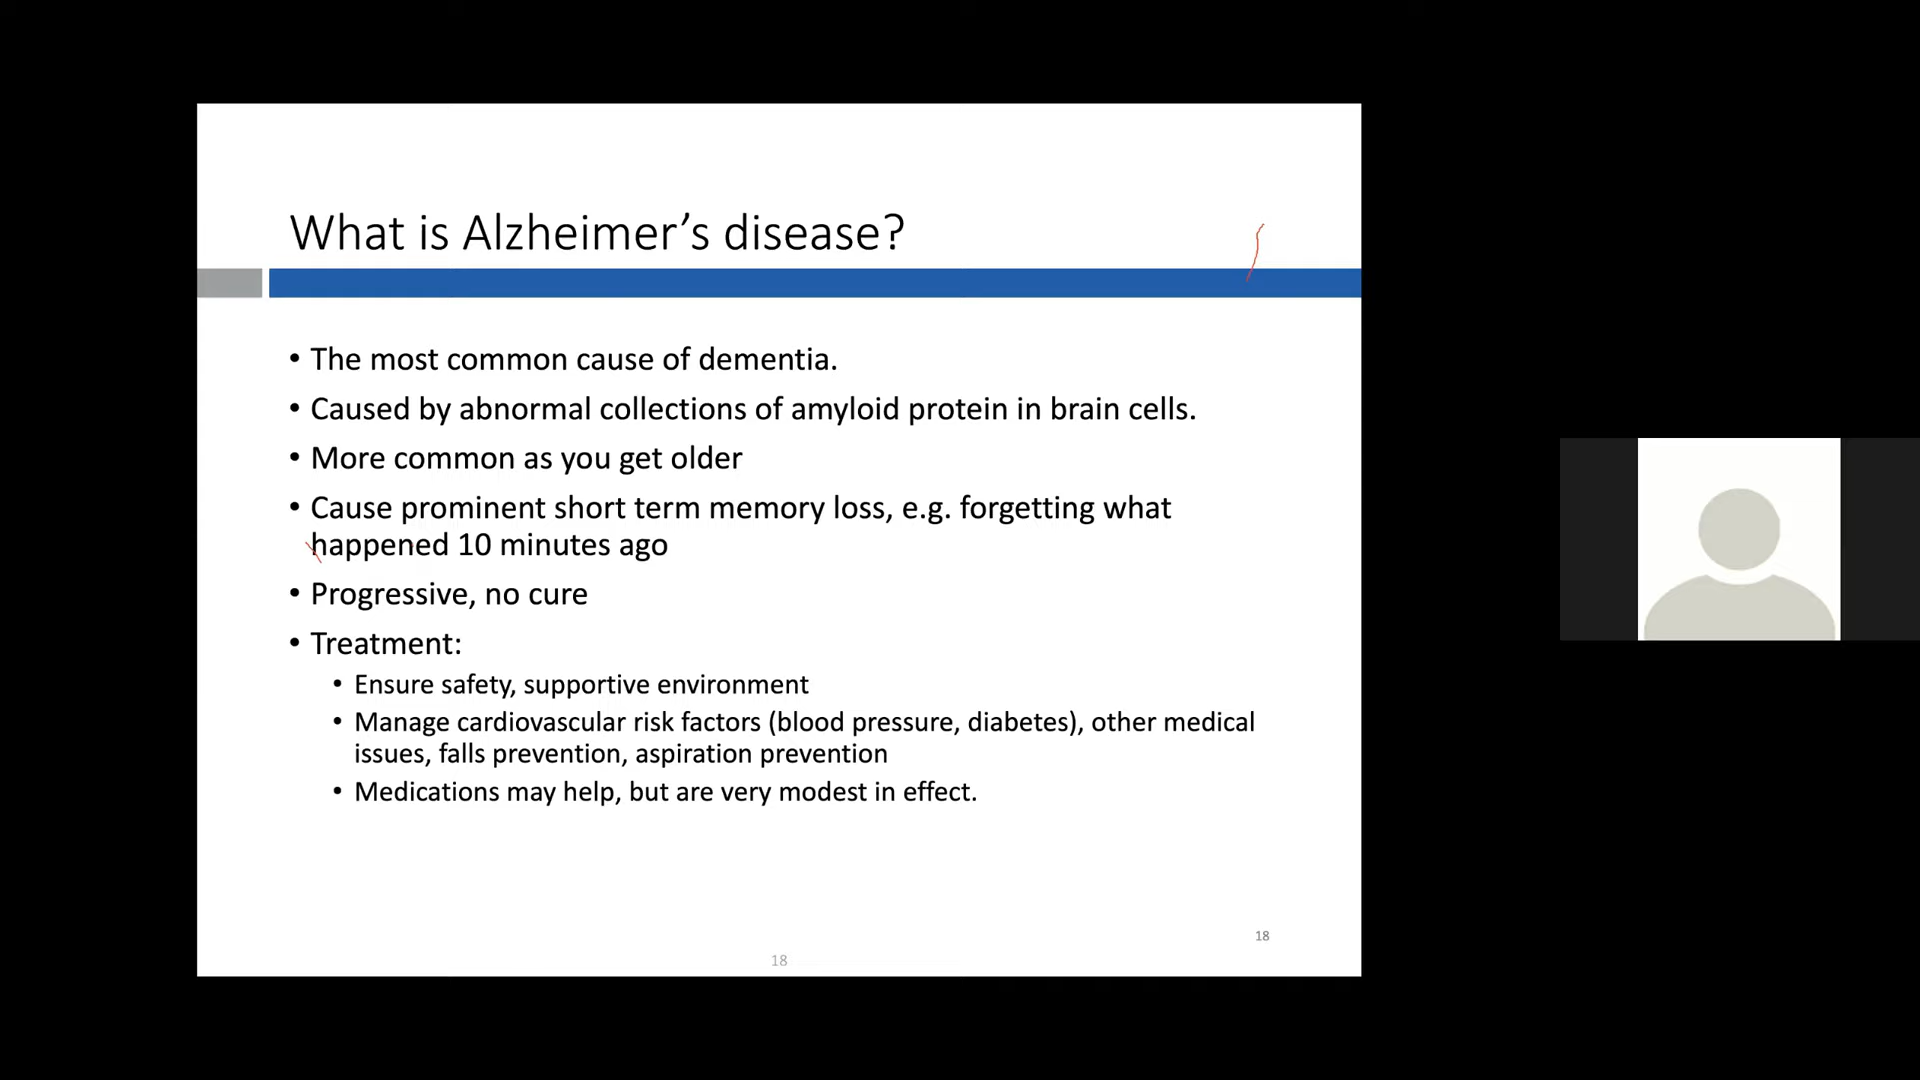 What is Alzheimer’s disease?
• The most common cause of dementia.
• Caused by abnormal collections of amyloid protein in brain cells.
• More common as you get older
• Cause prominent short term memory loss, e.g. forgetting what
happened 10 minutes ago
• Progressive, no cure
• Treatment:
• Ensure safety, supportive environment
• Manage cardiovascular risk factors (blood pressure, diabetes), other medical
issues, falls prevention, aspiration prevention
• Medications may help, but are very modest in effect.
18
18